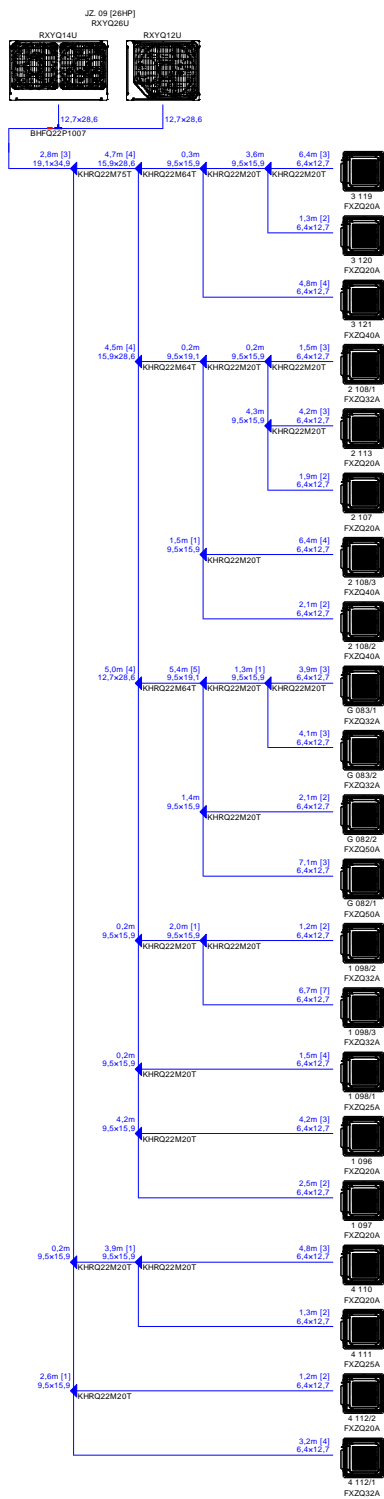 JZ. 09 [26HP]
RXYQ26U
RXYQ14U RXYQ12U
12,7x28,6 12,7x28,6
BHFQ22P1007
2,8m [3] 4,7m [4] 0,3m 3,6m 6,4m [3]
19,1x34,9 15,9x28,6 9,5x15,9 9,5x15,9 6,4x12,7
KHRQ22M75T KHRQ22M64T KHRQ22M20T KHRQ22M20T
3 119
FXZQ20A
1,3m [2]
6,4x12,7
3 120
FXZQ20A
4,8m [4]
6,4x12,7
3 121
FXZQ40A
4,5m [4] 0,2m 0,2m 1,5m [3]
15,9x28,6 9,5x19,1 9,5x15,9 6,4x12,7
KHRQ22M64T KHRQ22M20T KHRQ22M20T
2 108/1
FXZQ32A
4,3m 4,2m [3]
9,5x15,9 6,4x12,7
KHRQ22M20T
2 113
FXZQ20A
1,9m [2]
6,4x12,7
2 107
FXZQ20A
1,5m [1] 6,4m [4]
9,5x15,9 6,4x12,7
KHRQ22M20T
2 108/3
FXZQ40A
2,1m [2]
6,4x12,7
2 108/2
FXZQ40A
5,0m [4] 5,4m [5] 1,3m [1] 3,9m [3]
12,7x28,6 9,5x19,1 9,5x15,9 6,4x12,7
KHRQ22M64T KHRQ22M20T KHRQ22M20T
G 083/1
FXZQ32A
4,1m [3]
6,4x12,7
G 083/2
FXZQ32A
1,4m 2,1m [2]
9,5x15,9 6,4x12,7
KHRQ22M20T
G 082/2
FXZQ50A
7,1m [3]
6,4x12,7
G 082/1
FXZQ50A
0,2m 2,0m [1] 1,2m [2]
9,5x15,9 9,5x15,9 6,4x12,7
KHRQ22M20T KHRQ22M20T
1 098/2
FXZQ32A
6,7m [7]
6,4x12,7
1 098/3
FXZQ32A
0,2m 1,5m [4]
9,5x15,9 6,4x12,7
KHRQ22M20T
1 098/1
FXZQ25A
4,2m 4,2m [3]
9,5x15,9 6,4x12,7
KHRQ22M20T
1 096
FXZQ20A
2,5m [2]
6,4x12,7
1 097
FXZQ20A
0,2m 3,9m [1] 4,8m [3]
9,5x15,9 9,5x15,9 6,4x12,7
KHRQ22M20T KHRQ22M20T
4 110
FXZQ20A
1,3m [2]
6,4x12,7
4 111
FXZQ25A
2,6m [1] 1,2m [2]
9,5x15,9 6,4x12,7
KHRQ22M20T
4 112/2
FXZQ20A
3,2m [4]
6,4x12,7
4 112/1
FXZQ32A